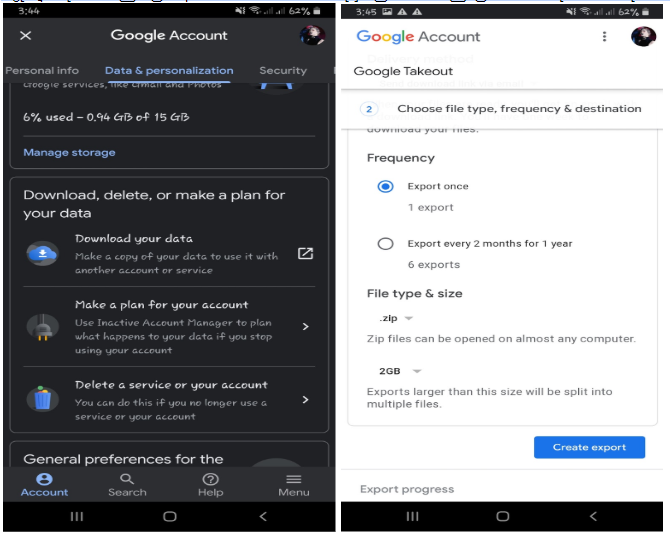 3:44
62%
Google Account
Personal info
Data & personalization
Security
Google services, like Gmail and Photos
6% used – 0.94 GB of 15 GB
Manage storage
Download, delete, or make a plan for
your data
Download your data
Make a copy of your data to use it with
another account or service
Make a plan for your account
Use Inactive Account Manager to plan
what happens to your data if you stop
using your account
Delete a service or your account
You can do this if you no longer use a
service or your account
General preferences for the
Account
Search
Help
Menu
3:45
62%
Google Account
Google Takeout
2 Choose file type, frequency & destination
download your files.
Frequency
Export once
1 export
Export every 2 months for 1 year
6 exports
File type & size
.zip
Zip files can be opened on almost any computer.
2GB
Exports larger than this size will be split into
multiple files.
Create export
Export progress